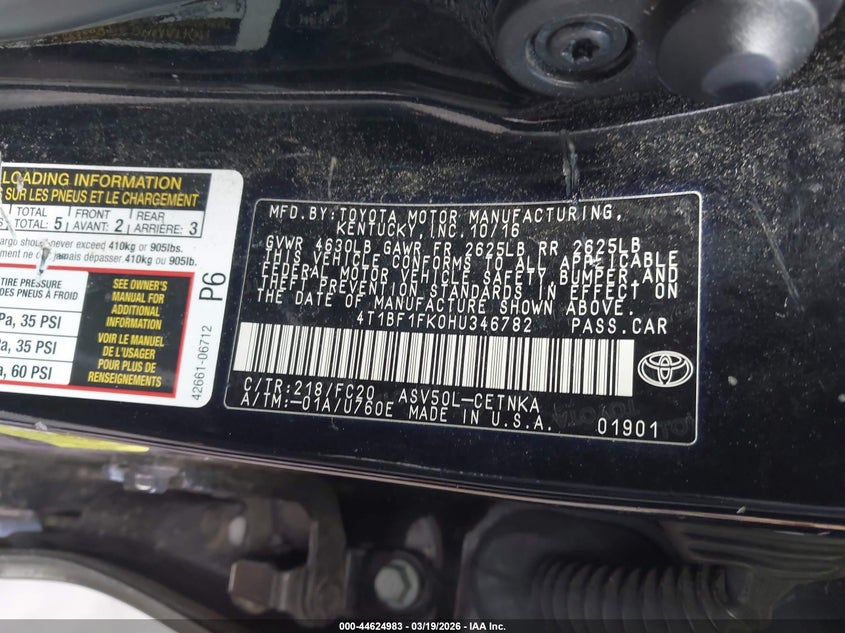 LOADING INFORMATION
SUR LES PNEUS ET LE CHARGEMENT
TOTAL 5 FRONT 2 REAR 3
TOTAL: AVANT: ARRIÈRE:
never exceed 410kg or 905lbs.
ne doit jamais dépasser 410kg ou 905lb.
TIRE PRESSURE
DES PNEUS À FROID
Pa, 35 PSI
a, 35 PSI
a, 60 PSI
SEE OWNER'S
MANUAL FOR
ADDITIONAL
INFORMATION
VOIR LE MANUEL
DE L'USAGER
POUR PLUS DE
RENSEIGNEMENTS
P6
42661-06712
MFD.BY:TOYOTA MOTOR MANUFACTURING,
KENTUCKY, INC. 10/16
GVWR 4630LB GAWR FR 2625LB RR 2625LB
THIS VEHICLE CONFORMS TO ALL APPLICABLE
FEDERAL MOTOR VEHICLE SAFETY, BUMPER AND
THEFT PREVENTION STANDARDS IN EFFECT ON
THE DATE OF MANUFACTURE SHOWN ABOVE.
4T1BF1FK0HU346782 PASS.CAR
TOYOTA
C/TR:218/FC20 ASV50L-CETNKA
A/TM:-01A/U760E MADE IN U.S.A. 01901
000-44624983 — 03/19/2026 — IAA Inc.